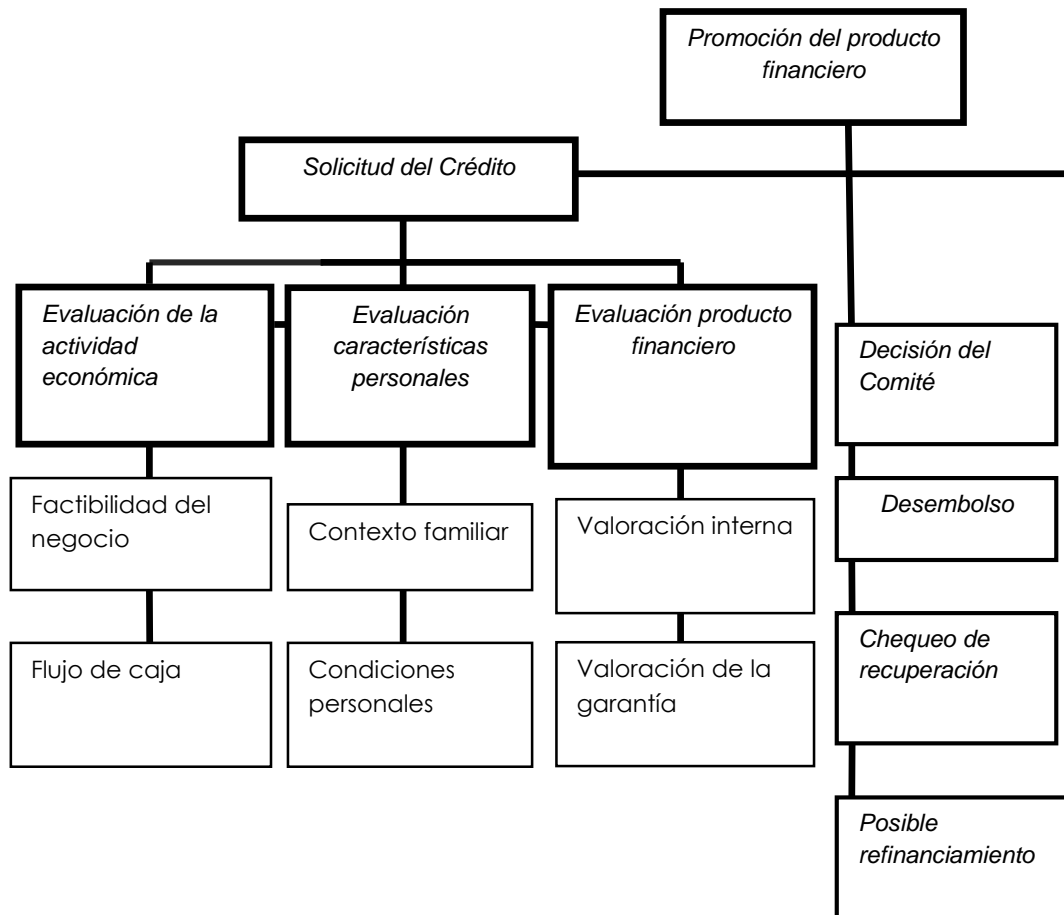 Promoción del producto
financiero
Solicitud del Crédito
Evaluación de la
actividad
económica
Evaluación
características
personales
Evaluación producto
financiero
Decisión del
Comité
Factibilidad del
negocio
Contexto familiar
Valoración interna
Desembolso
Flujo de caja
Condiciones
personales
Valoración de la
garantía
Chequeo de
recuperación
Posible
refinanciamiento